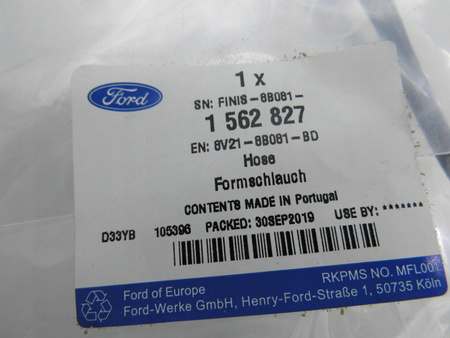 1 x
Ford
SN: FINIS-8B081-
1 562 827
EN: 8V21-8B081-BD
Hose
Formschlauch
CONTENTS MADE IN Portugal
D33YB 105396 PACKED: 30SEP2019 USE BY: *******
RKPMS NO. MFL001
Ford of Europe
Ford-Werke GmbH, Henry-Ford-Straße 1, 50735 Köln